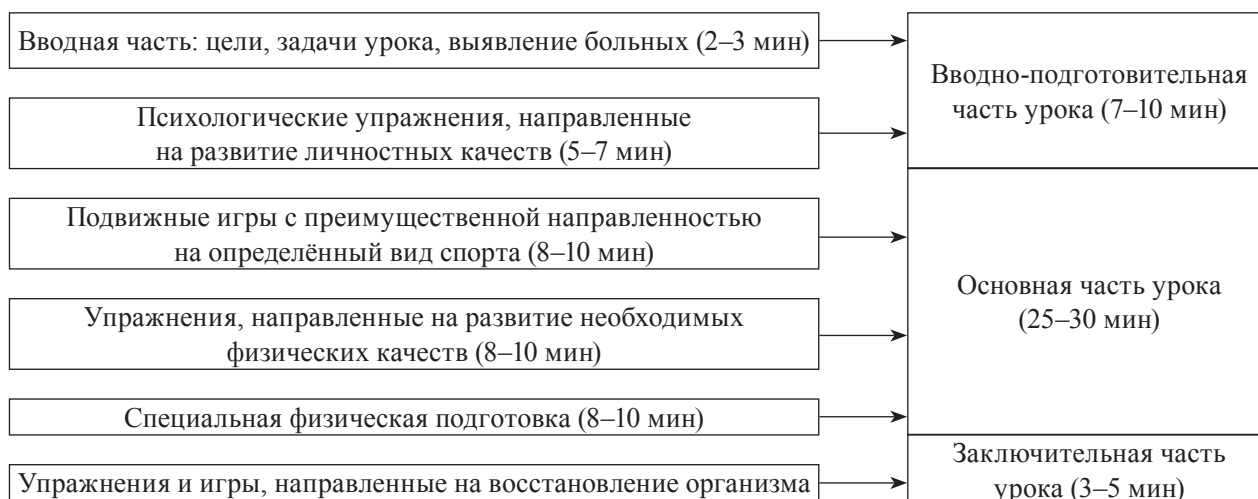 Вводная часть: цели, задачи урока, выявление больных (2–3 мин)
Вводно-подготовительная
часть урока (7–10 мин)
Психологические упражнения, направленные
на развитие личностных качеств (5–7 мин)
Подвижные игры с преимущественной направленностью
на определённый вид спорта (8–10 мин)
Основная часть урока
(25–30 мин)
Упражнения, направленные на развитие необходимых
физических качеств (8–10 мин)
Специальная физическая подготовка (8–10 мин)
Заключительная часть
урока (3–5 мин)
Упражнения и игры, направленные на восстановление организма